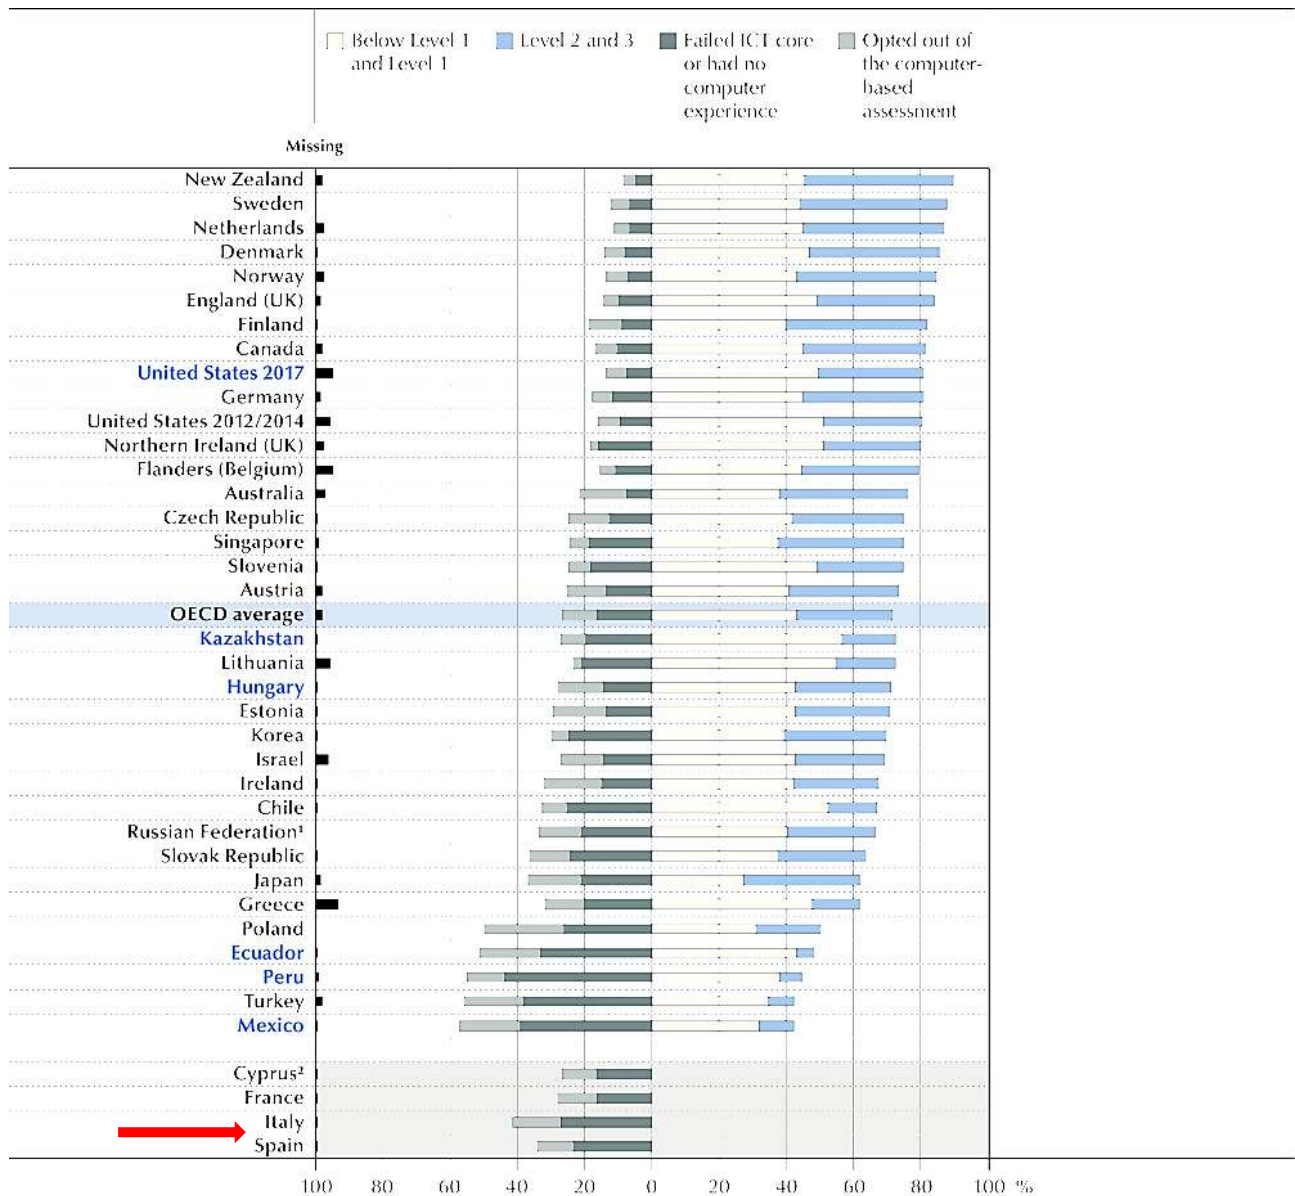 Below Level 1 and Level 1
Level 2 and 3
Failed ICT core or had no computer experience
Opted out of the computer-based assessment
Missing
New Zealand
Sweden
Netherlands
Denmark
Norway
England (UK)
Finland
Canada
United States 2017
Germany
United States 2012/2014
Northern Ireland (UK)
Flanders (Belgium)
Australia
Czech Republic
Singapore
Slovenia
Austria
OECD average
Kazakhstan
Lithuania
Hungary
Estonia
Korea
Israel
Ireland
Chile
Russian Federation¹
Slovak Republic
Japan
Greece
Poland
Ecuador
Peru
Turkey
Mexico
Cyprus²
France
Italy
Spain
100 80 60 40 20 0 20 40 60 80 100 %